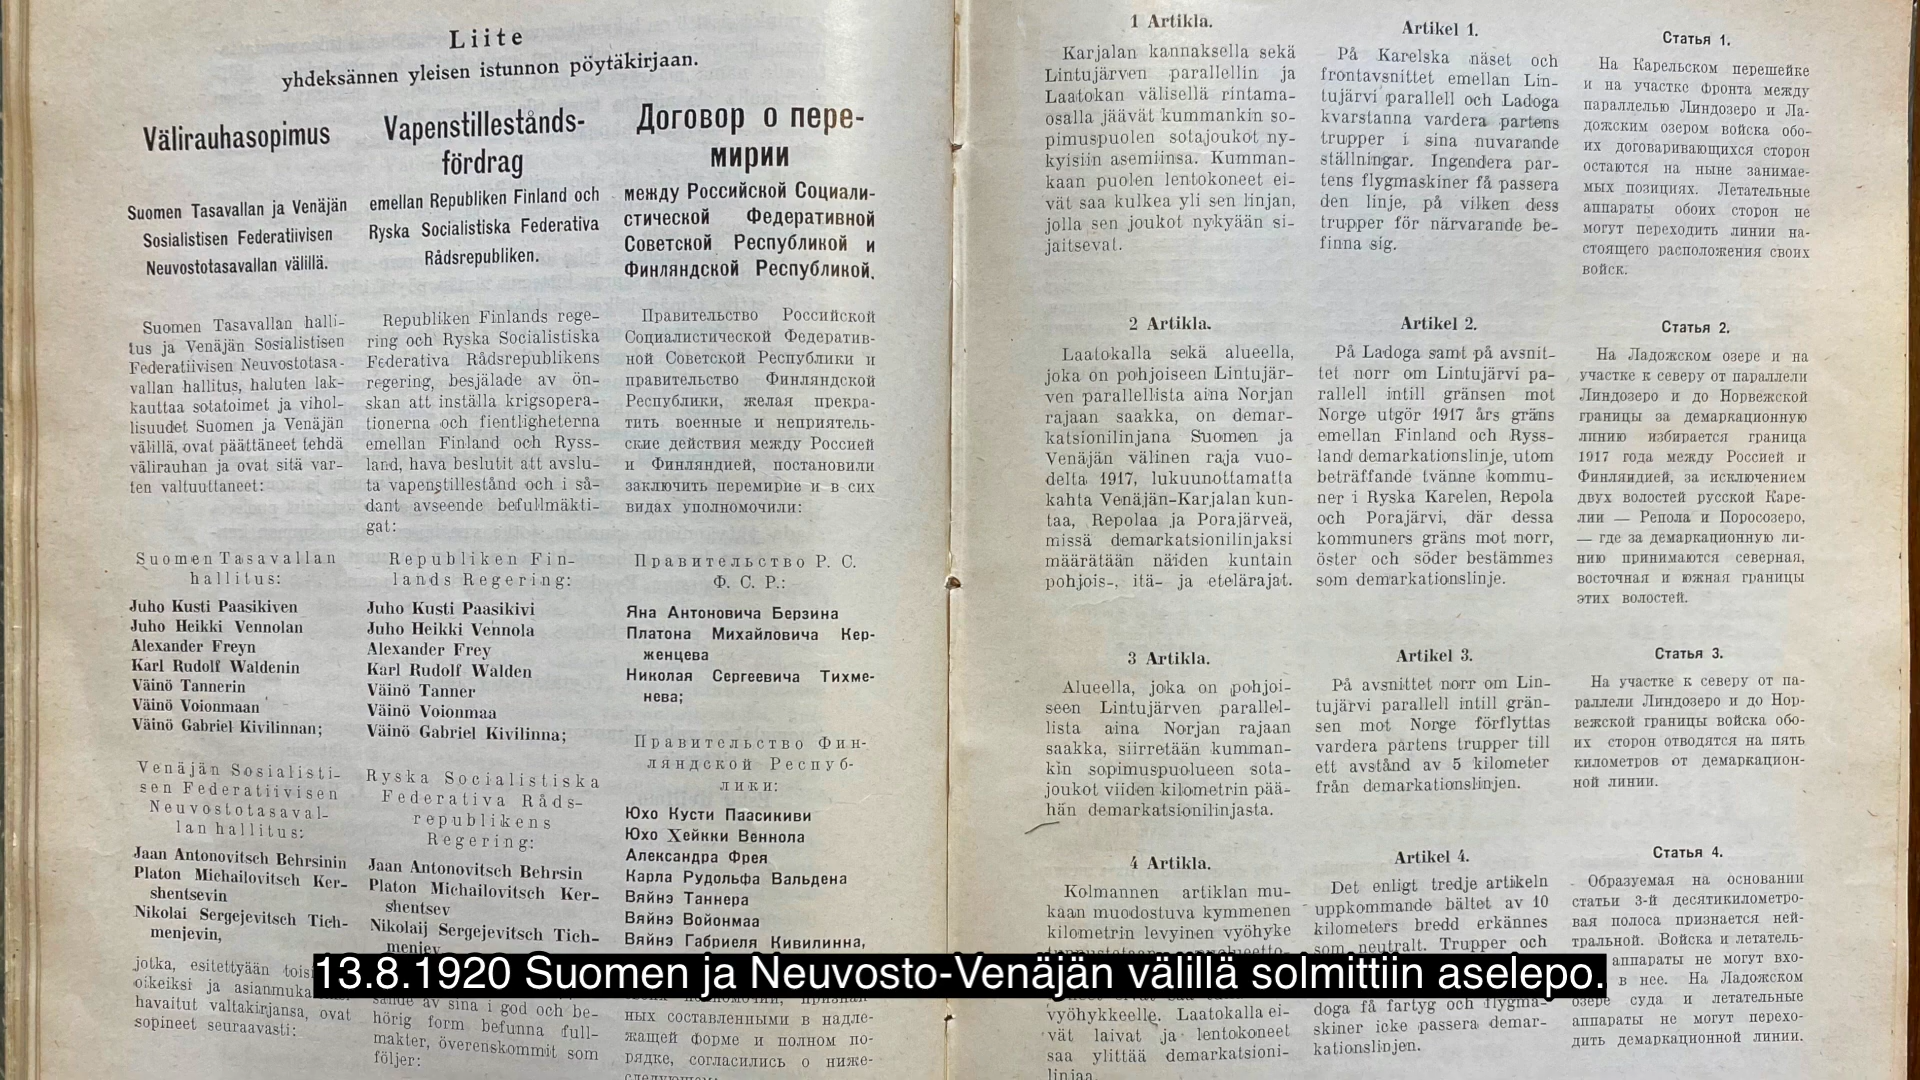 Liite
yhdeksännen yleisen istunnon pöytäkirjaan.
Välirauhasopimus
Suomen Tasavallan ja Venäjän
Sosialistisen Federatiivisen
Neuvostotasavallan välillä.
Suomen Tasavallan halli-
tus ja Venäjän Sosialistisen
Federatiivisen Neuvostotasa-
vallan hallitus, haluten lak-
kauttaa sotatoimet ja vihol-
lisuudet Suomen ja Venäjän
välillä, ovat päättäneet tehdä
välirauhan ja ovat sitä var-
ten valtuuttaneet:
Suomen Tasavallan
hallitus:
Juho Kusti Paasikiven
Juho Heikki Vennolan
Alexander Freyn
Karl Rudolf Waldenin
Väinö Tannerin
Väinö Voionmaan
Väinö Gabriel Kivilinnan;
Venäjän Sosialisti-
sen Federatiivisen
Neuvostotasaval-
lan hallitus:
Jaan Antonovitsch Behrsinin
Platon Michailovitsch Ker-
shentsevin
Nikolai Sergejevitsch Tich-
menjevin,
jotka, esitettyään
oikeiksi ja
havaitut valtakirjansa, ovat
sopineet seuraavasti:
Vapenstillestånds-
fördrag
emellan Republiken Finland och
Ryska Socialistiska Federativa
Rådsrepubliken.
Republiken Finlands rege-
ring och Ryska Socialistiska
Federativa Rådsrepublikens
regering, besjälade av ön-
skan att inställa krigsopera-
tionerna och fientligheterna
emellan Finland och Ryss-
land, hava beslutit att avslu-
ta vapenstillestånd och i så-
dant avseende befullmäkti-
gat:
Republiken Fin-
lands Regering:
Juho Kusti Paasikivi
Juho Heikki Vennola
Alexander Frey
Karl Rudolf Walden
Väinö Tanner
Väinö Voionmaa
Väinö Gabriel Kivilinna;
Ryska Socialistiska
Federativa Råds-
republikens
Regering:
Jaan Antonovitsch Behrsin
Platon Michailovitsch Ker-
shentsev
Nikolaij Sergejevitsch Tich-
menjev,
av sina i god och be-
hörig form befunna full-
makter, överenskommit som
följer:
Договор о пере-
мирии
между Российской Социали-
стической Федеративной
Советской Республикой и
Финляндской Республикой.
Правительство Российской
Социалистической Федератив-
ной Советской Республики и
правительство Финляндской
Республики, желая прекра-
тить военные и неприятель-
ские действия между Россией
и Финляндией, постановили
заключить перемирие и в сих
видах уполномочили:
Правительство Р. С.
Ф. С. Р.:
Яна Антоновича Берзина
Платона Михайловича Кер-
женцева
Николая Сергеевича Тихме-
нева;
Правительство Фин-
ляндской Респуб-
лики:
Юхо Кусти Паасикиви
Юхо Хейкки Веннола
Александра Фрея
Карла Рудольфа Вальдена
Вяйнэ Таннера
Вяйнэ Войонмаа
Вяйнэ Габриеля Кивилинна,
ных составленными в надле-
жащей форме и полном по-
рядке, согласились о ниже-
следующем:
1 Artikla.
Karjalan kannaksella sekä
Lintujärven parallellin ja
Laatokan välisellä rintama-
osalla jäävät kummankin so-
pimuspuolen sotajoukot ny-
kyisiin asemiinsa. Kumman-
kaan puolen lentokoneet ei-
vät saa kulkea yli sen linjan,
jolla sen joukot nykyään si-
jaitsevat.
2 Artikla.
Laatokalla sekä alueella,
joka on pohjoiseen Lintujär-
ven parallellista aina Norjan
rajaan saakka, on demar-
katsionilinjana Suomen ja
Venäjän välinen raja vuo-
delta 1917, lukuunottamatta
kahta Venäjän-Karjalan kun-
taa, Repolaa ja Porajärveä,
missä demarkatsionilinjaksi
määrätään näiden kuntain
pohjois-, itä- ja etelärajat.
3 Artikla.
Alueella, joka on pohjoi-
seen Lintujärven parallel-
lista aina Norjan rajaan
saakka, siirretään kumman-
kin sopimuspuolueen sota-
joukot viiden kilometrin pää-
hän demarkatsionilinjasta.
4 Artikla.
Kolmannen artiklan mu-
kaan muodostuva kymmenen
kilometrin levyinen vyöhyke
vyöhykkeelle. Laatokalla ei-
vät laivat ja lentokoneet
saa ylittää demarkatsioni-
linjaa.
Artikel 1.
På Karelska näset och
frontavsnittet emellan Lin-
tujärvi parallell och Ladoga
kvarstanna vardera partens
trupper i sina nuvarande
ställningar. Ingendera par-
tens flygmaskiner få passera
den linje, på vilken dess
trupper för närvarande be-
finna sig.
Artikel 2.
På Ladoga samt på avsnit-
tet norr om Lintujärvi pa-
rallell intill gränsen mot
Norge utgör 1917 års gräns
emellan Finland och Ryss-
land demarkationslinje, utom
beträffande tvänne kommu-
ner i Ryska Karelen, Repola
och Porajärvi, där dessa
kommuners gräns mot norr,
öster och söder bestämmes
som demarkationslinje.
Artikel 3.
På avsnittet norr om Lin-
tujärvi parallell intill grän-
sen mot Norge förflyttas
vardera partens trupper till
ett avstånd av 5 kilometer
från demarkationslinjen.
Artikel 4.
Det enligt tredje artikeln
uppkommande bältet av 10
kilometers bredd erkännes
som neutralt. Trupper och
doga få fartyg och flygma-
skiner icke passera demar-
kationslinjen.
Статья 1.
На Карельском перешейке
и на участке фронта между
параллелью Линдозеро и Ла-
дожским озером войска обо-
их договаривающихся сторон
остаются на ныне занимае-
мых позициях. Летательные
аппараты обоих сторон не
могут переходить линии на-
стоящего расположения своих
войск.
Статья 2.
На Ладожском озере и на
участке к северу от параллели
Линдозеро и до Норвежской
границы за демаркационную
линию избирается граница
1917 года между Россией и
Финляндией, за исключением
двух волостей русской Каре-
лии — Репола и Поросозеро,
— где за демаркационную ли-
нию принимаются северная,
восточная и южная границы
этих волостей.
Статья 3.
На участке к северу от па-
раллели Линдозеро и до Нор-
вежской границы войска обо-
их сторон отводятся на пять
километров от демаркацион-
ной линии.
Статья 4.
Образуемая на основании
статьи 3-й десятикилометро-
вая полоса признается ней-
тральной. Войска и летатель-
аппараты не могут вхо-
в нее. На Ладожском
озере суда и летательные
аппараты не могут перехо-
дить демаркационной линии.
13.8.1920 Suomen ja Neuvosto-Venäjän välillä solmittiin aselepo.